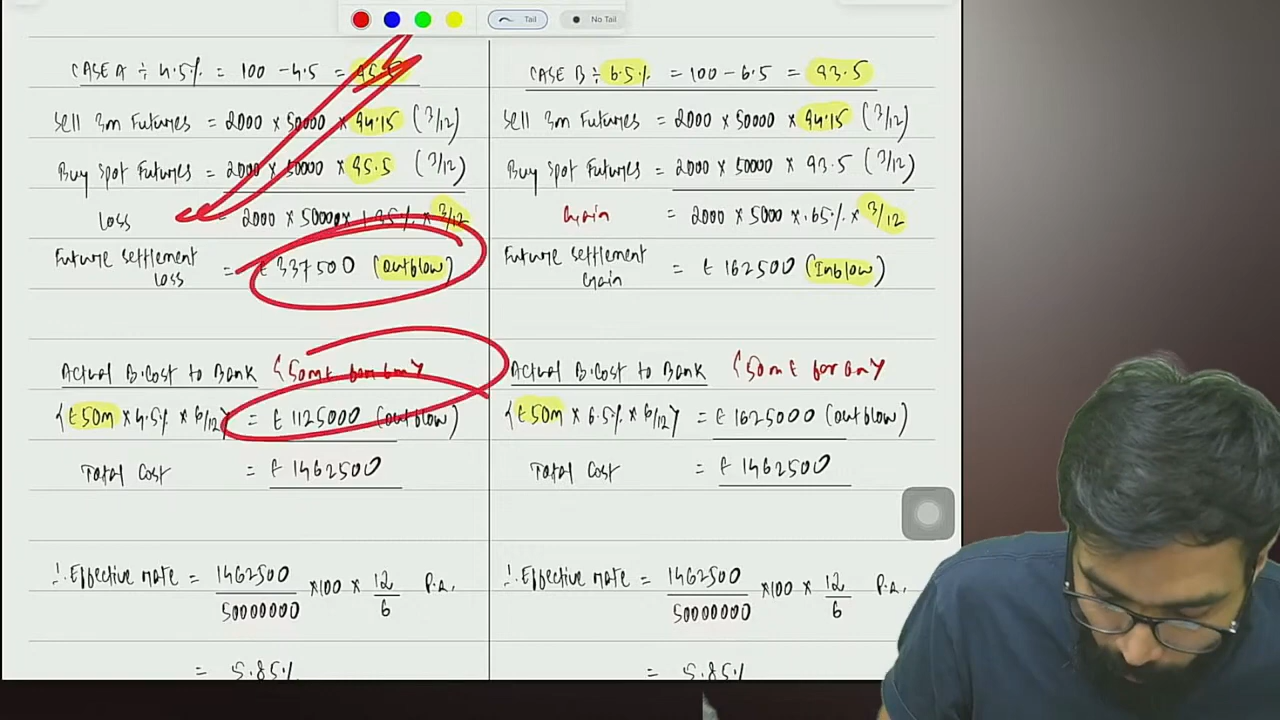 Tail
No Tail
CASE A ÷ 4.5% = 100 - 4.5 = 95.5
Sell 3m Futures = 2000 × 50000 × 94.15 (3/12)
Buy Spot Futures = 2000 × 50000 × 95.5 (3/12)
Loss = 2000 × 50000 × 1.35% × 3/12
Future Settlement Loss = £ 337500 (Outflow)
Actual B.Cost to Bank {50m £ for 6m}
{£50m × 4.5% × 6/12} = £ 1125000 (Outflow)
Total Cost = £ 1462500
∴ Effective Rate = 1462500 / 50000000 × 100 × 12/6 P.A.
= 5.85%
CASE B ÷ 6.5% = 100 - 6.5 = 93.5
Sell 3m Futures = 2000 × 50000 × 94.15 (3/12)
Buy Spot Futures = 2000 × 50000 × 93.5 (3/12)
Gain = 2000 × 5000 × .65% × 3/12
Future Settlement Gain = £ 162500 (Inflow)
Actual B.Cost to Bank {50m £ for 6m}
{£50m × 6.5% × 6/12} = £ 1625000 (Outflow)
Total Cost = £ 1462500
∴ Effective Rate = 1462500 / 50000000 × 100 × 12/6 P.A.
= 5.85%